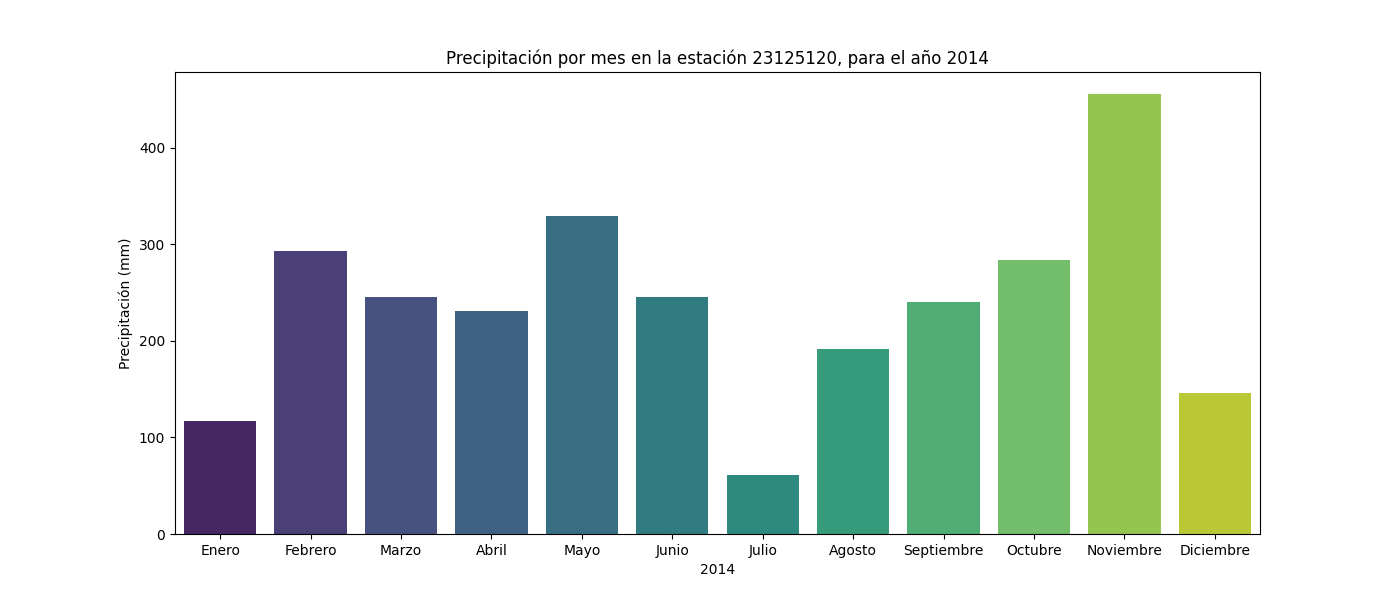 Precipitación por mes en la estación 23125120, para el año 2014
Precipitación (mm)
400
300
200
100
0
Enero Febrero Marzo Abril Mayo Junio Julio Agosto Septiembre Octubre Noviembre Diciembre
2014